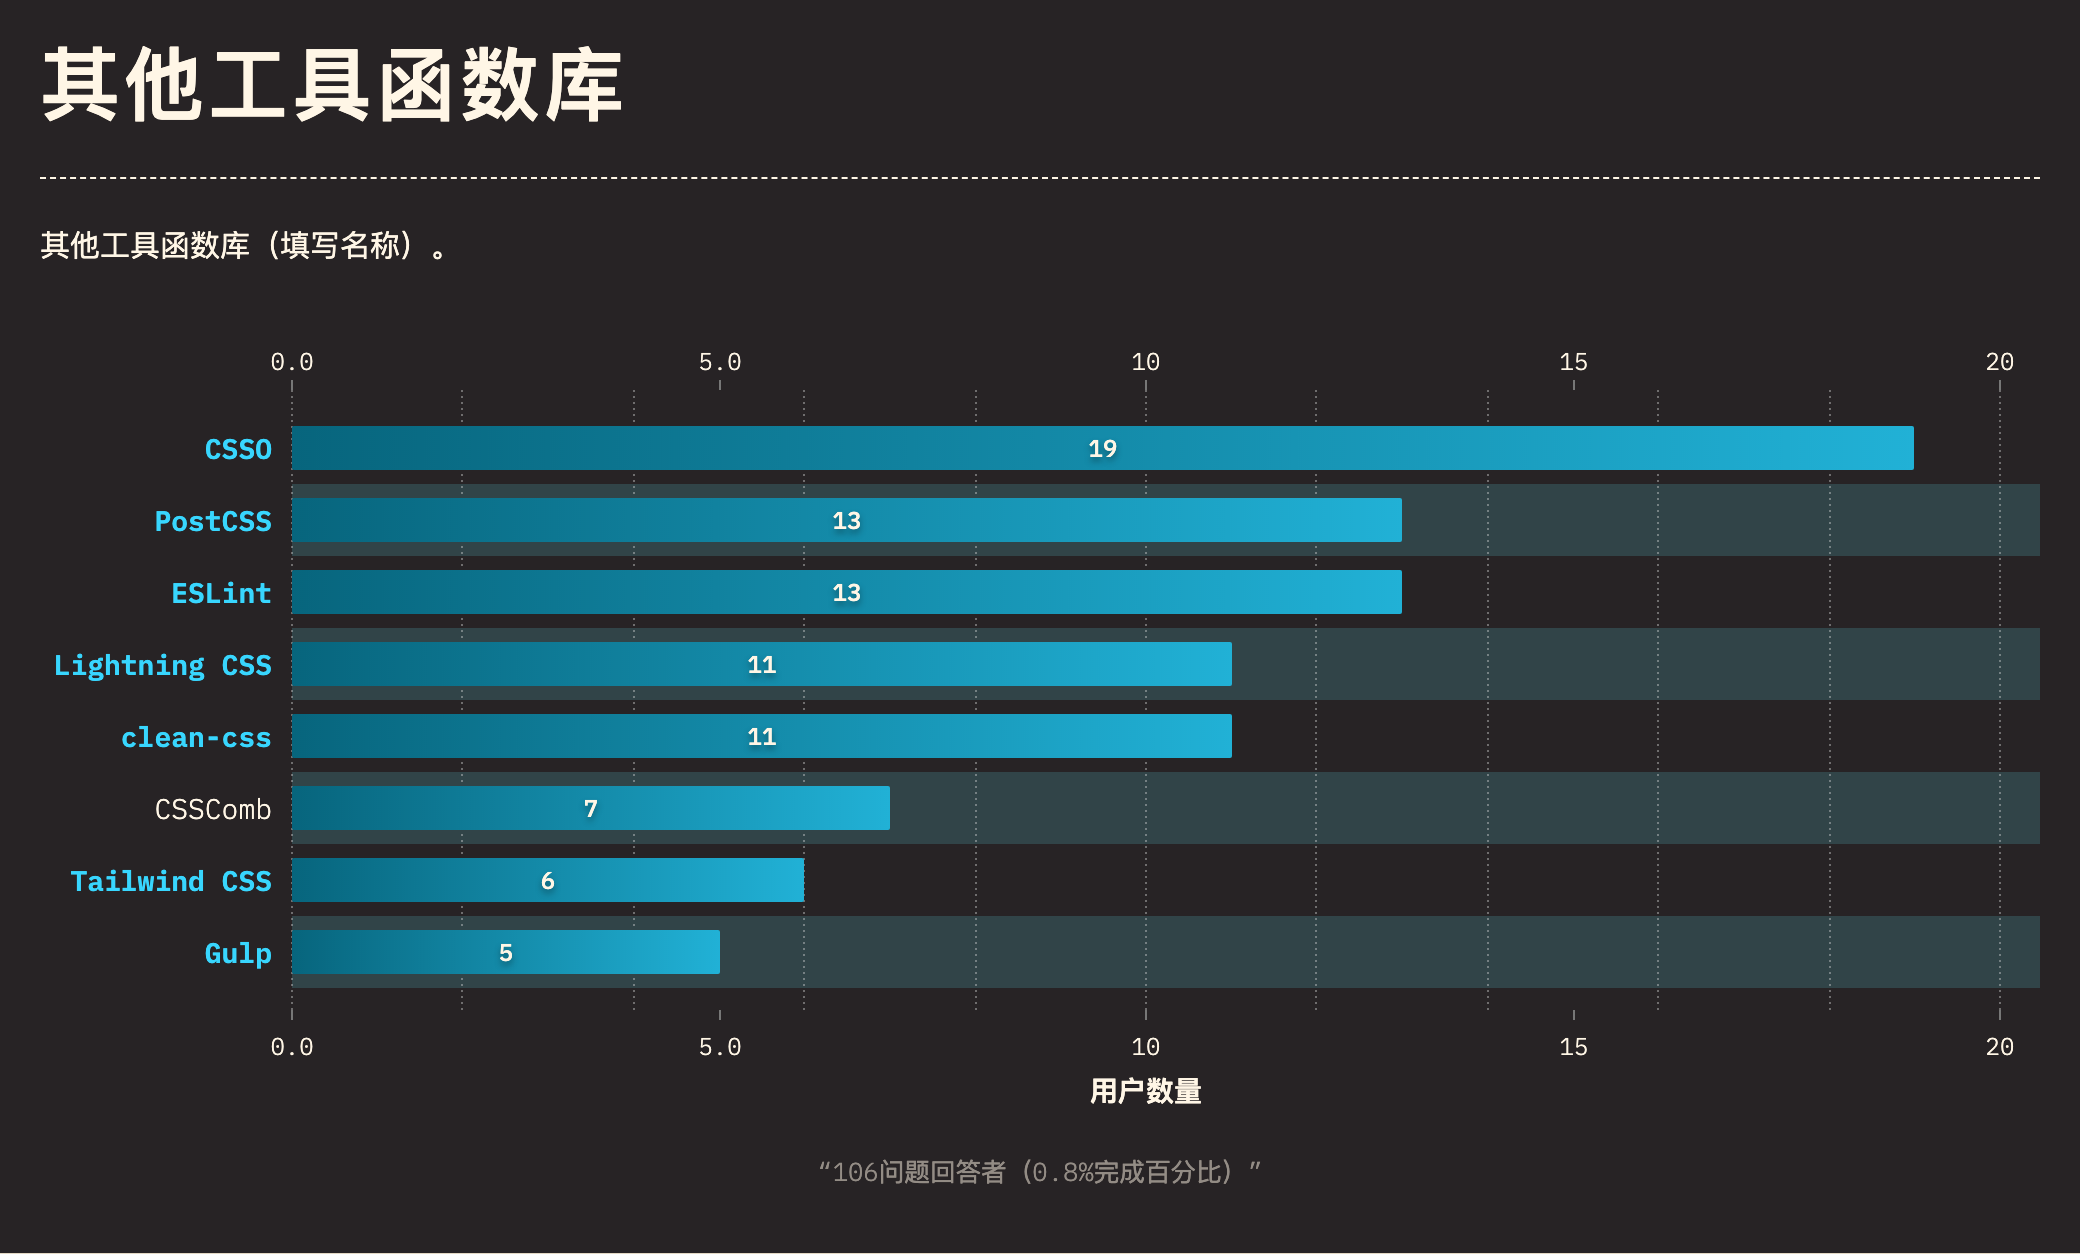 其他工具函数库
其他工具函数库（填写名称）。
0.0 5.0 10 15 20
CSSO 19
PostCSS 13
ESLint 13
Lightning CSS 11
clean-css 11
CSSComb 7
Tailwind CSS 6
Gulp 5
0.0 5.0 10 15 20
用户数量
“106问题回答者（0.8%完成百分比）”